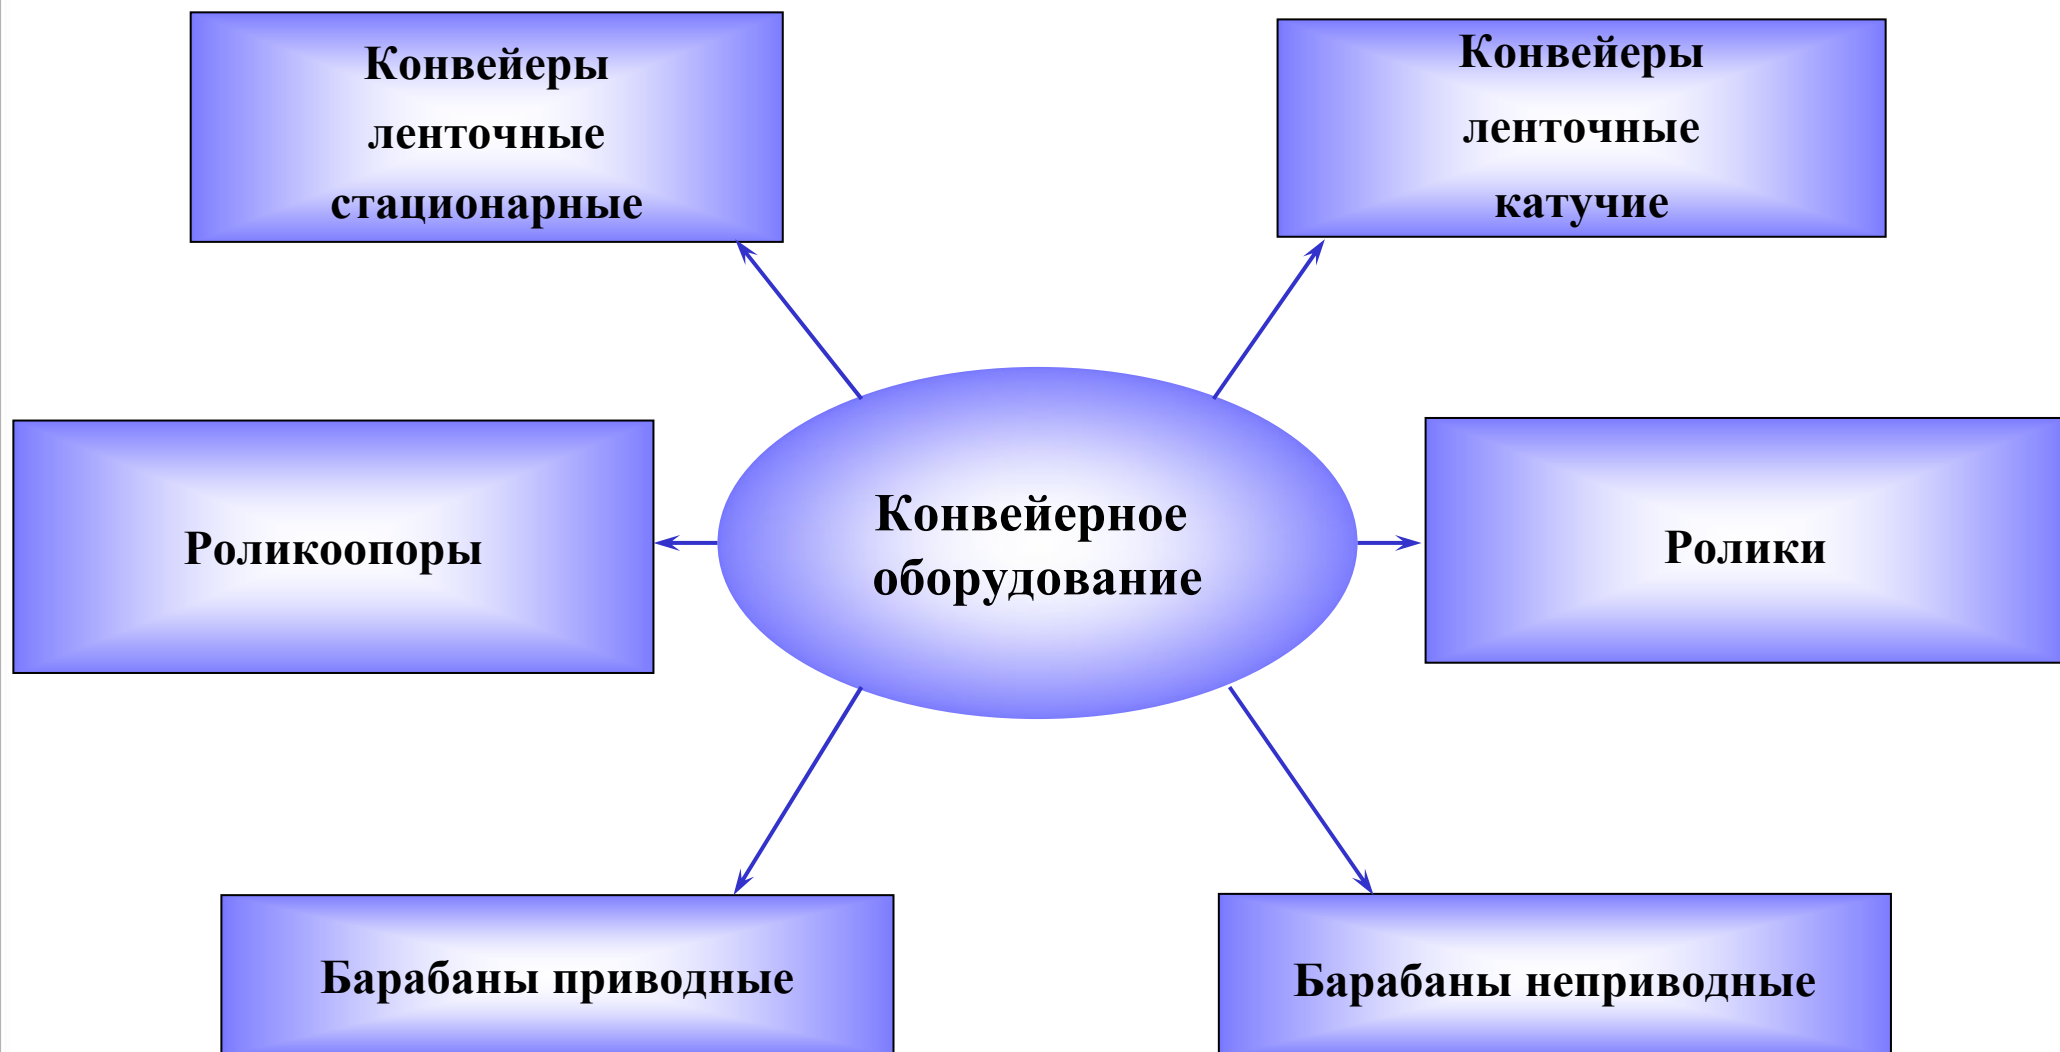 Конвейеры
ленточные
стационарные
Конвейеры
ленточные
катучие
Роликоопоры
Конвейерное
оборудование
Ролики
Барабаны приводные
Барабаны неприводные